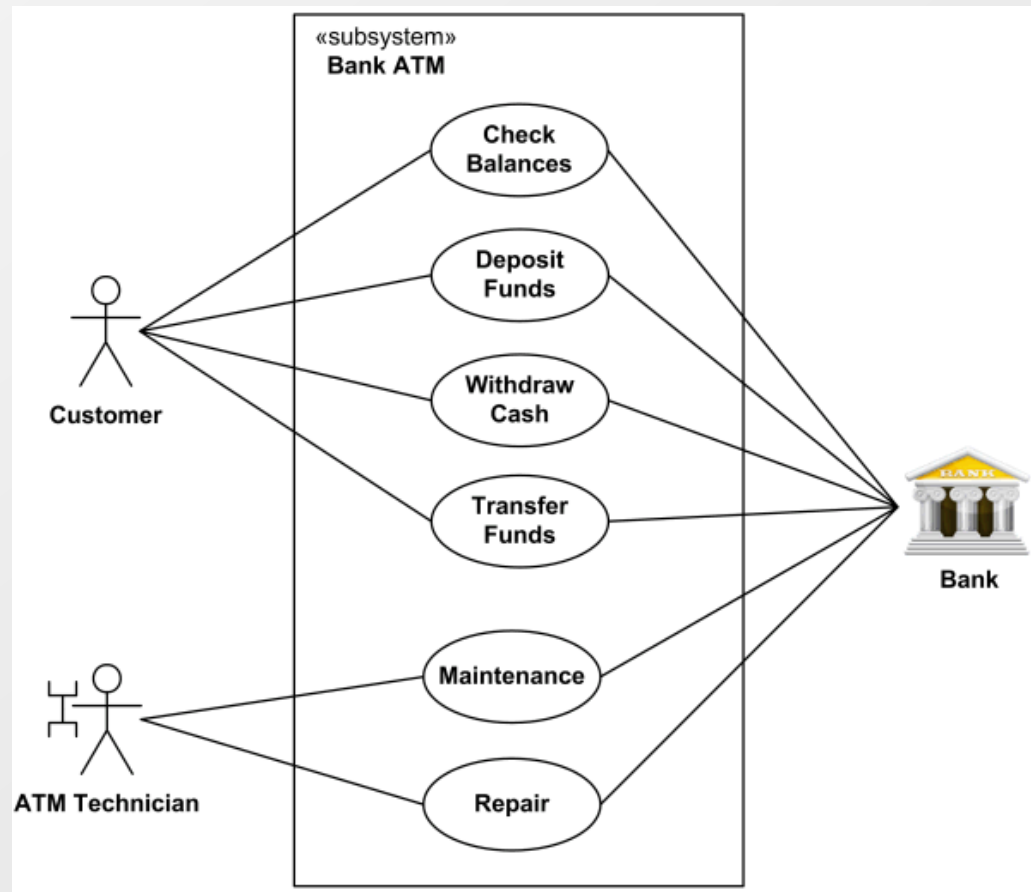 «subsystem»
Bank ATM
Check
Balances
Deposit
Funds
Withdraw
Cash
Transfer
Funds
Customer
BANK
Bank
Maintenance
ATM Technician
Repair